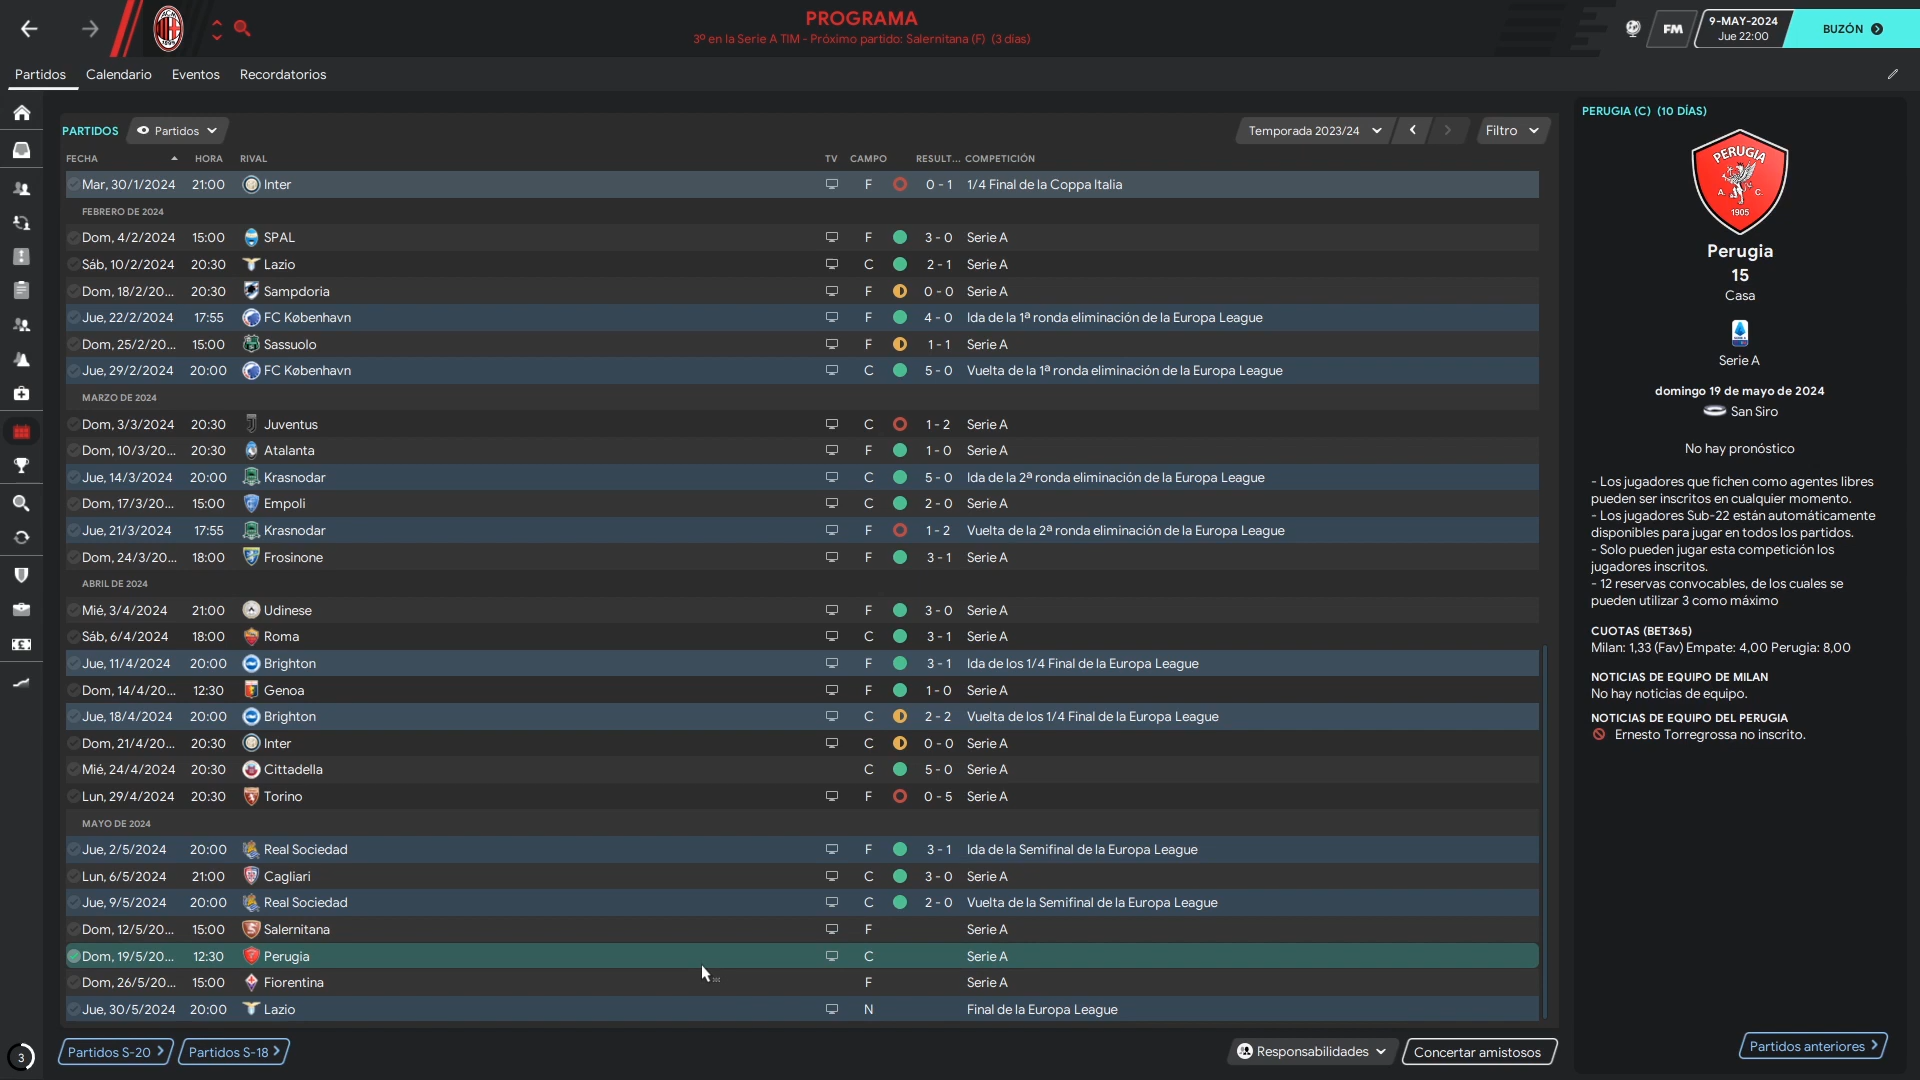 PROGRAMA
3º en la Serie A TIM - Próximo partido: Salernitana (F) (3 días)
FM
9-MAY-2024
Jue 22:00
BUZÓN
Partidos Calendario Eventos Recordatorios
PARTIDOS Partidos Temporada 2023/24 Filtro
FECHA HORA RIVAL TV CAMPO RESULT... COMPETICIÓN
Mar, 30/1/2024 21:00 Inter F 0 - 1 1/4 Final de la Coppa Italia
FEBRERO DE 2024
Dom, 4/2/2024 15:00 SPAL F 3 - 0 Serie A
Sáb, 10/2/2024 20:30 Lazio C 2 - 1 Serie A
Dom, 18/2/20... 20:30 Sampdoria F 0 - 0 Serie A
Jue, 22/2/2024 17:55 FC København F 4 - 0 Ida de la 1ª ronda eliminación de la Europa League
Dom, 25/2/20... 15:00 Sassuolo F 1 - 1 Serie A
Jue, 29/2/2024 20:00 FC København C 5 - 0 Vuelta de la 1ª ronda eliminación de la Europa League
MARZO DE 2024
Dom, 3/3/2024 20:30 Juventus C 1 - 2 Serie A
Dom, 10/3/20... 20:30 Atalanta F 1 - 0 Serie A
Jue, 14/3/2024 20:00 Krasnodar C 5 - 0 Ida de la 2ª ronda eliminación de la Europa League
Dom, 17/3/20... 15:00 Empoli C 2 - 0 Serie A
Jue, 21/3/2024 17:55 Krasnodar F 1 - 2 Vuelta de la 2ª ronda eliminación de la Europa League
Dom, 24/3/20... 18:00 Frosinone F 3 - 1 Serie A
ABRIL DE 2024
Mié, 3/4/2024 21:00 Udinese F 3 - 0 Serie A
Sáb, 6/4/2024 18:00 Roma C 3 - 1 Serie A
Jue, 11/4/2024 20:00 Brighton F 3 - 1 Ida de los 1/4 Final de la Europa League
Dom, 14/4/20... 12:30 Genoa F 1 - 0 Serie A
Jue, 18/4/2024 20:00 Brighton C 2 - 2 Vuelta de los 1/4 Final de la Europa League
Dom, 21/4/20... 20:30 Inter C 0 - 0 Serie A
Mié, 24/4/2024 20:30 Cittadella C 5 - 0 Serie A
Lun, 29/4/2024 20:30 Torino F 0 - 5 Serie A
MAYO DE 2024
Jue, 2/5/2024 20:00 Real Sociedad F 3 - 1 Ida de la Semifinal de la Europa League
Lun, 6/5/2024 21:00 Cagliari C 3 - 0 Serie A
Jue, 9/5/2024 20:00 Real Sociedad C 2 - 0 Vuelta de la Semifinal de la Europa League
Dom, 12/5/20... 15:00 Salernitana F Serie A
Dom, 19/5/20... 12:30 Perugia C Serie A
Dom, 26/5/20... 15:00 Fiorentina F Serie A
Jue, 30/5/2024 20:00 Lazio N Final de la Europa League
3
Partidos S-20 Partidos S-18 Responsabilidades Concertar amistosos
PERUGIA (C) (10 DÍAS)
PERUGIA
A. C.
1905
Perugia
15
Casa
Serie A
domingo 19 de mayo de 2024
San Siro
No hay pronóstico
- Los jugadores que fichen como agentes libres
pueden ser inscritos en cualquier momento.
- Los jugadores Sub-22 están automáticamente
disponibles para jugar en todos los partidos.
- Solo pueden jugar esta competición los
jugadores inscritos.
- 12 reservas convocables, de los cuales se
pueden utilizar 3 como máximo
CUOTAS (BET365)
Milan: 1,33 (Fav) Empate: 4,00 Perugia: 8,00
NOTICIAS DE EQUIPO DE MILAN
No hay noticias de equipo.
NOTICIAS DE EQUIPO DEL PERUGIA
Ernesto Torregrossa no inscrito.
Partidos anteriores